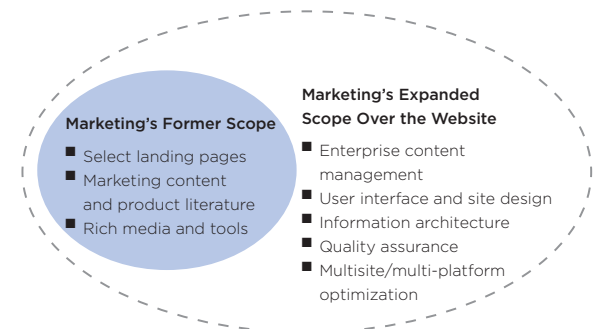 Marketing’s Former Scope
■ Select landing pages
■ Marketing content
and product literature
■ Rich media and tools
Marketing’s Expanded
Scope Over the Website
■ Enterprise content
management
■ User interface and site design
■ Information architecture
■ Quality assurance
■ Multisite/multi-platform
optimization